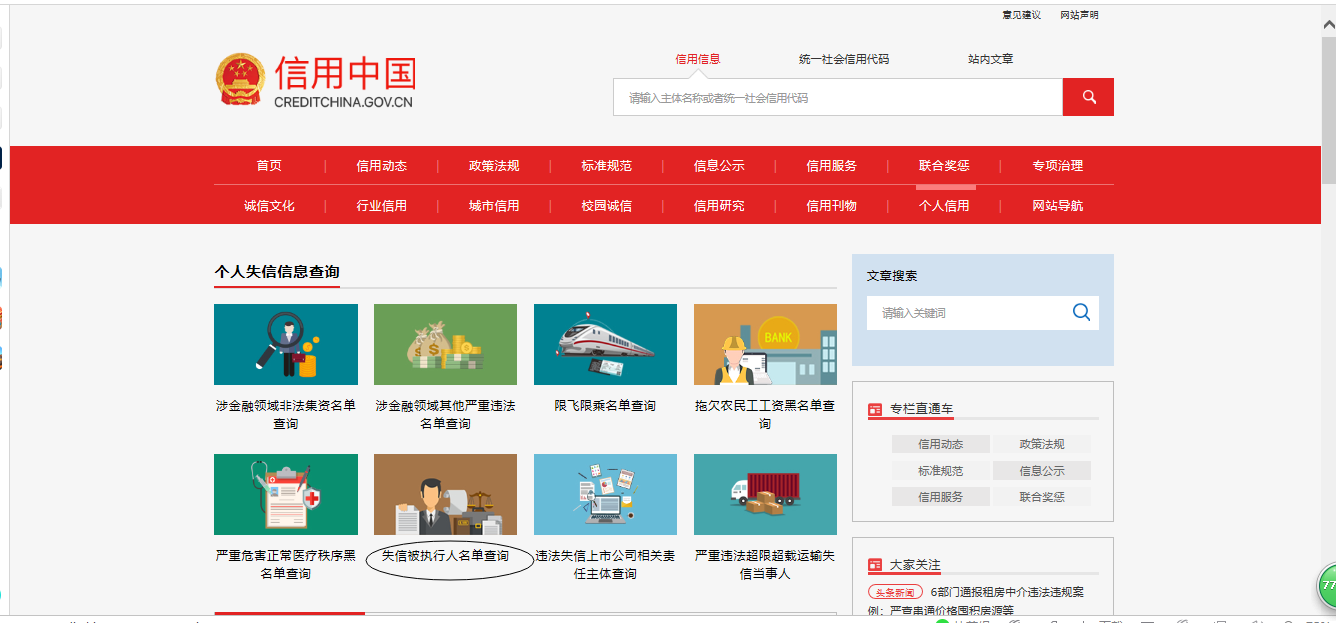 意见建议 网站声明
信用中国
CREDITCHINA.GOV.CN
信用信息 统一社会信用代码 站内文章
请输入主体名称或者统一社会信用代码
首页 信用动态 政策法规 标准规范 信息公示 信用服务 联合奖惩 专项治理
诚信文化 行业信用 城市信用 校园诚信 信用研究 信用刊物 个人信用 网站导航
个人失信信息查询
BANK
涉金融领域非法集资名单
查询
涉金融领域其他严重违法
名单查询
限飞限乘名单查询
拖欠农民工工资黑名单查
询
严重危害正常医疗秩序黑
名单查询
失信被执行人名单查询
违法失信上市公司相关责
任主体查询
严重违法超限超载运输失
信当事人
文章搜索
请输入关键词
专栏直通车
信用动态 政策法规
标准规范 信息公示
信用服务 联合奖惩
大家关注
头条新闻 6部门通报租房中介违法违规案
例：严查串通价格囤积房源等
77